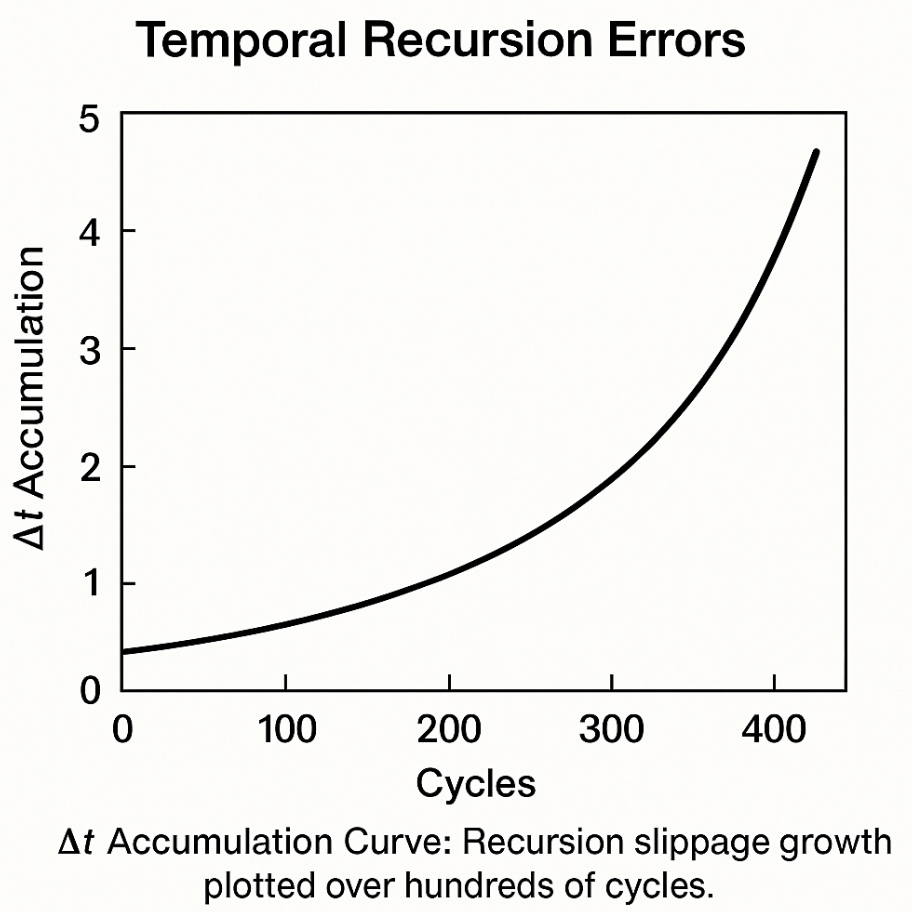 Temporal Recursion Errors
5
4
3
2
1
0
Δt Accumulation
0 100 200 300 400
Cycles
Δt Accumulation Curve: Recursion slippage growth
plotted over hundreds of cycles.